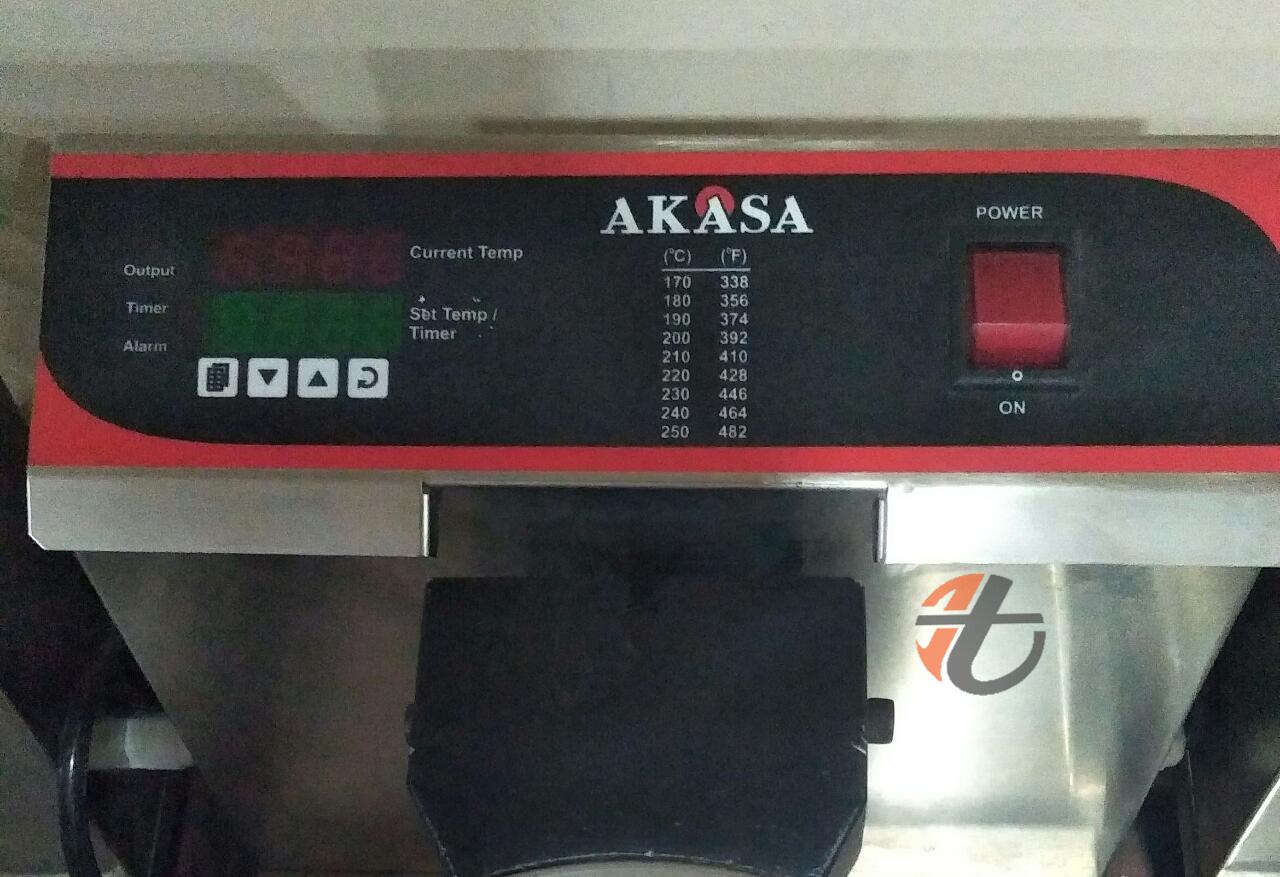 AKASA
POWER
Current Temp
Output
Timer
Alarm
Set Temp /
Timer
(°C) (°F)
170 338
180 356
190 374
200 392
210 410
220 428
230 446
240 464
250 482
ON
t